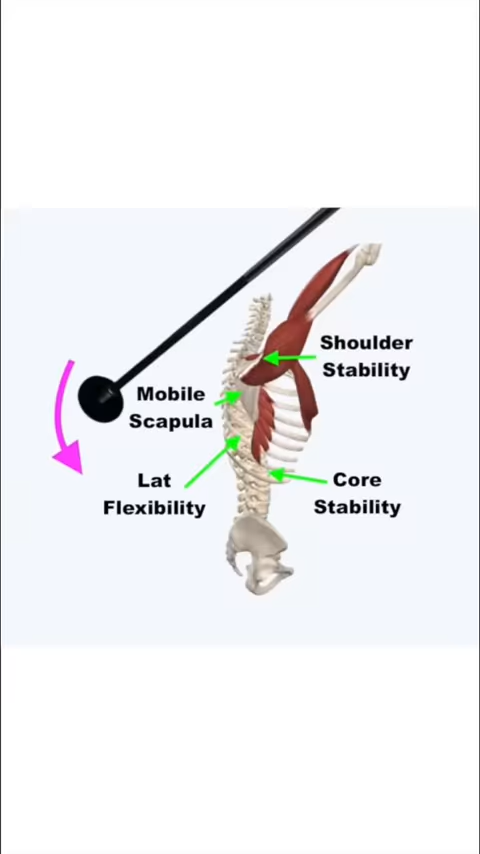 Shoulder
Stability
Mobile
Scapula
Lat
Flexibility
Core
Stability